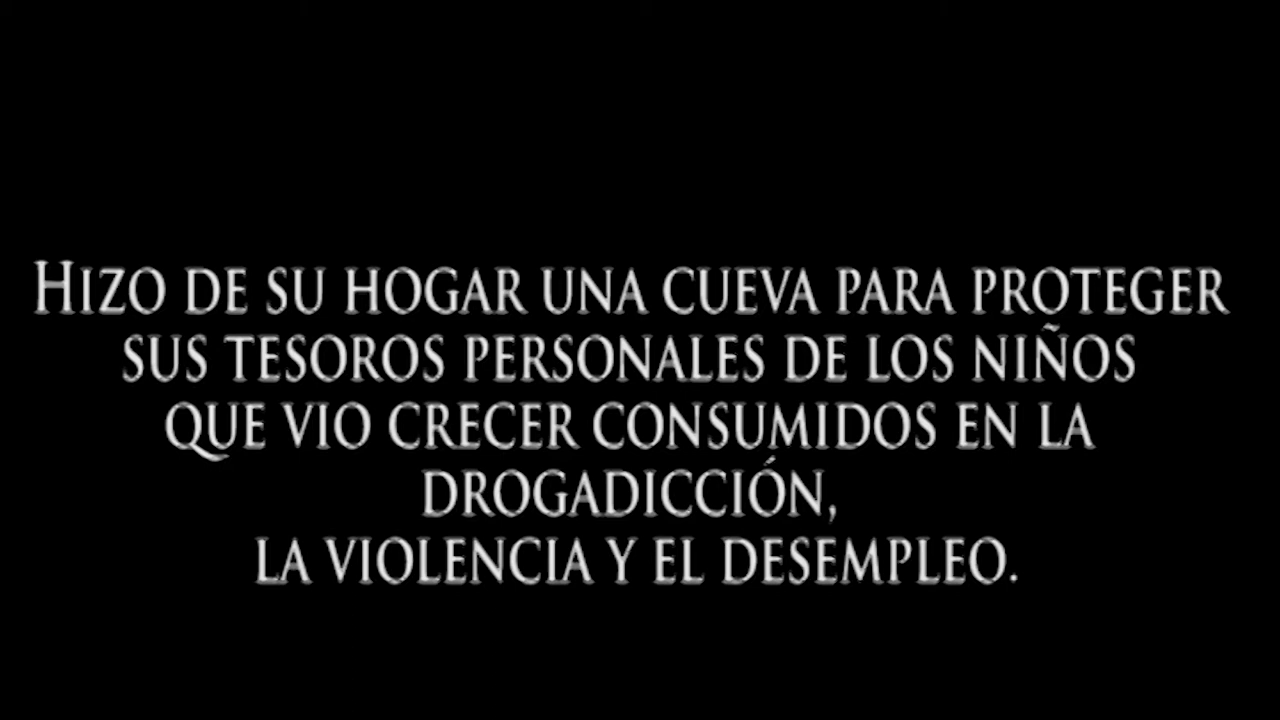 Hizo de su hogar una cueva para proteger
sus tesoros personales de los niños
que vio crecer consumidos en la
drogadicción,
la violencia y el desempleo.